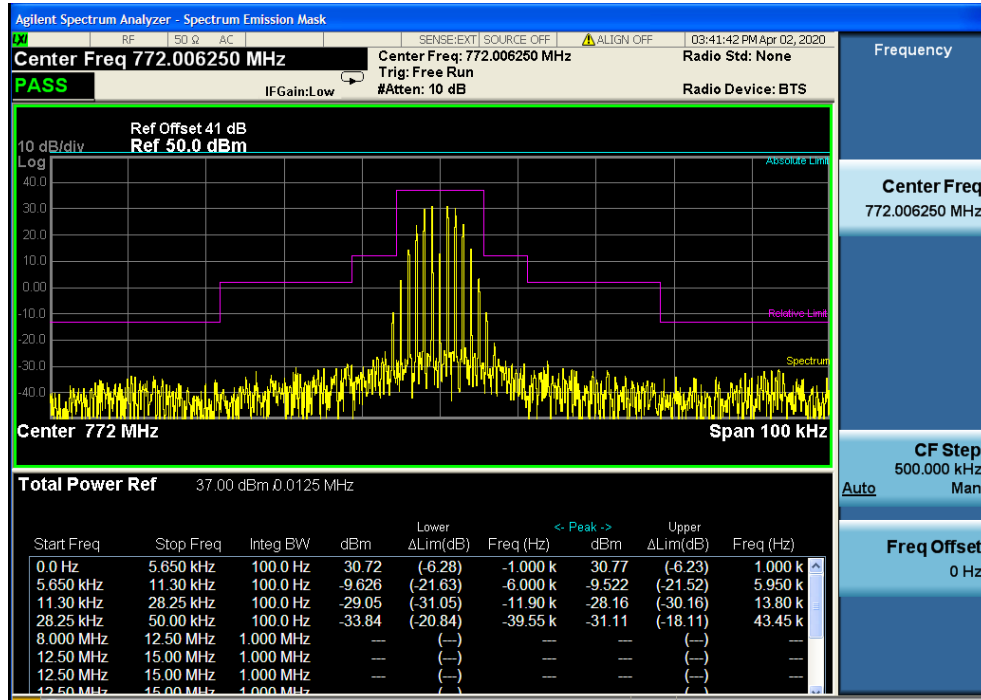 Agilent Spectrum Analyzer - Spectrum Emission Mask
LXI RF 50 Ω AC SENSE:EXT SOURCE OFF ALIGN OFF 03:41:42 PM Apr 02, 2020
Center Freq 772.006250 MHz
Center Freq: 772.006250 MHz
Radio Std: None
Trig: Free Run
PASS
IFGain:Low
#Atten: 10 dB
Radio Device: BTS
Ref Offset 41 dB
10 dB/div Ref 50.0 dBm
Log
Absolute Limit
40.0
30.0
20.0
10.0
0.00
-10.0
Relative Limit
-20.0
Spectrum
-30.0
-40.0
Center 772 MHz
Span 100 kHz
Total Power Ref 37.00 dBm / 0.0125 MHz
Lower <- Peak -> Upper
Start Freq Stop Freq Integ BW dBm ΔLim(dB) Freq (Hz) dBm ΔLim(dB) Freq (Hz)
0.0 Hz 5.650 kHz 100.0 Hz 30.72 (-6.28) -1.000 k 30.77 (-6.23) 1.000 k
5.650 kHz 11.30 kHz 100.0 Hz -9.626 (-21.63) -6.000 k -9.522 (-21.52) 5.950 k
11.30 kHz 28.25 kHz 100.0 Hz -29.05 (-31.05) -11.90 k -28.16 (-30.16) 13.80 k
28.25 kHz 50.00 kHz 100.0 Hz -33.84 (-20.84) -39.55 k -31.11 (-18.11) 43.45 k
8.000 MHz 12.50 MHz 1.000 MHz --- (---) --- --- (---) ---
12.50 MHz 15.00 MHz 1.000 MHz --- (---) --- --- (---) ---
12.50 MHz 15.00 MHz 1.000 MHz --- (---) --- --- (---) ---
12.50 MHz 15.00 MHz 1.000 MHz
Frequency
Center Freq
772.006250 MHz
CF Step
500.000 kHz
Auto Man
Freq Offset
0 Hz